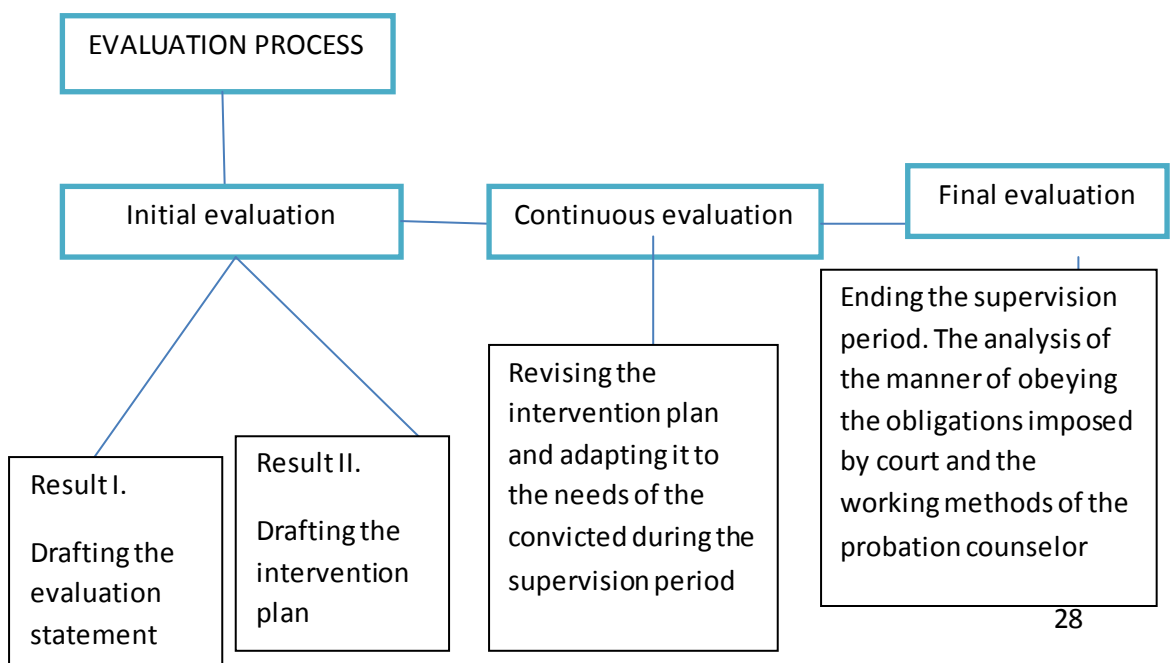 EVALUATION PROCESS
Initial evaluation
Continuous evaluation
Final evaluation
Result I.
Drafting the
evaluation
statement
Result II.
Drafting the
intervention
plan
Revising the
intervention plan
and adapting it to
the needs of the
convicted during the
supervision period
Ending the supervision
period. The analysis of
the manner of obeying
the obligations imposed
by court and the
working methods of the
probation counselor
28